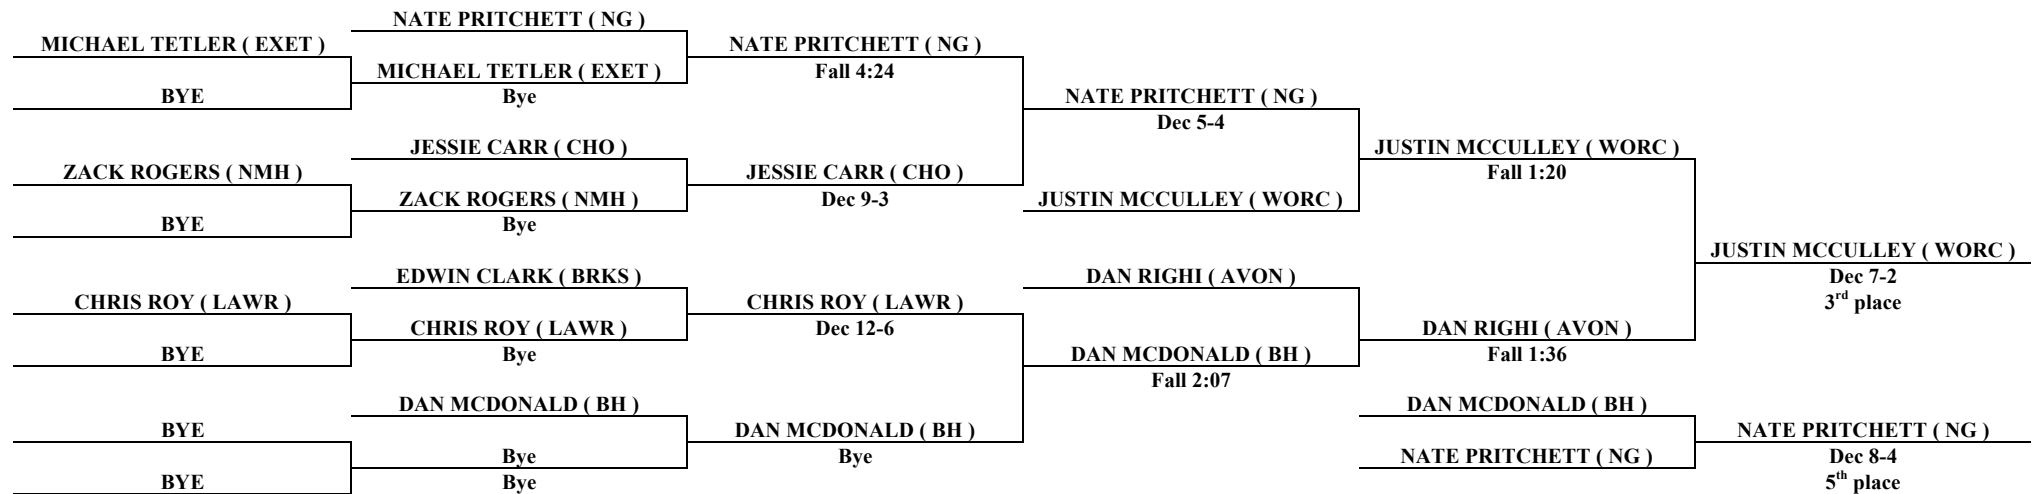 NATE PRITCHETT ( NG )
MICHAEL TETLER ( EXET )
NATE PRITCHETT ( NG )
MICHAEL TETLER ( EXET )
Fall 4:24
BYE
Bye
NATE PRITCHETT ( NG )
Dec 5-4
JESSIE CARR ( CHO )
JUSTIN MCCULLEY ( WORC )
ZACK ROGERS ( NMH )
JESSIE CARR ( CHO )
Fall 1:20
ZACK ROGERS ( NMH )
Dec 9-3
JUSTIN MCCULLEY ( WORC )
BYE
Bye
JUSTIN MCCULLEY ( WORC )
EDWIN CLARK ( BRKS )
DAN RIGHI ( AVON )
Dec 7-2
CHRIS ROY ( LAWR )
CHRIS ROY ( LAWR )
3rd place
CHRIS ROY ( LAWR )
Dec 12-6
DAN RIGHI ( AVON )
BYE
Bye
DAN MCDONALD ( BH )
Fall 1:36
Fall 2:07
DAN MCDONALD ( BH )
DAN MCDONALD ( BH )
BYE
DAN MCDONALD ( BH )
NATE PRITCHETT ( NG )
Bye
Bye
NATE PRITCHETT ( NG )
Dec 8-4
BYE
Bye
5th place